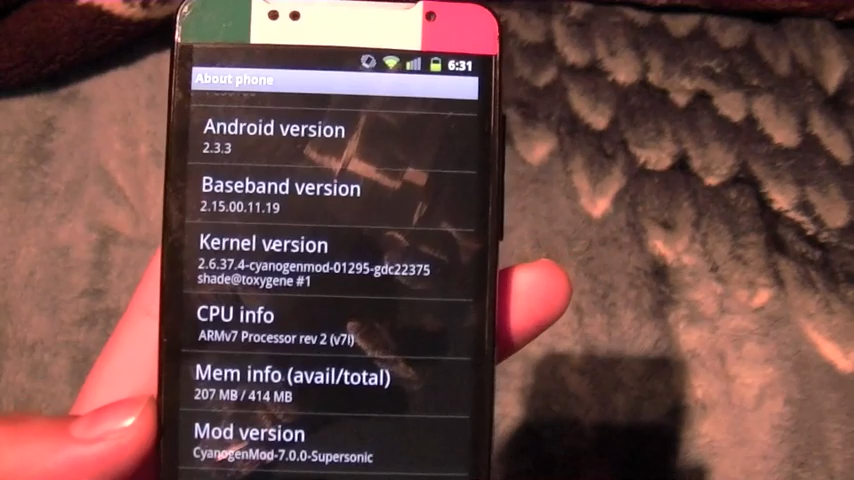 6:31
About phone
Android version
2.3.3
Baseband version
2.15.00.11.19
Kernel version
2.6.37.4-cyanogenmod-01295-gdc22375
shade@toxygene #1
CPU info
ARMv7 Processor rev 2 (v7l)
Mem info (avail/total)
207 MB / 414 MB
Mod version
CyanogenMod-7.0.0-Supersonic